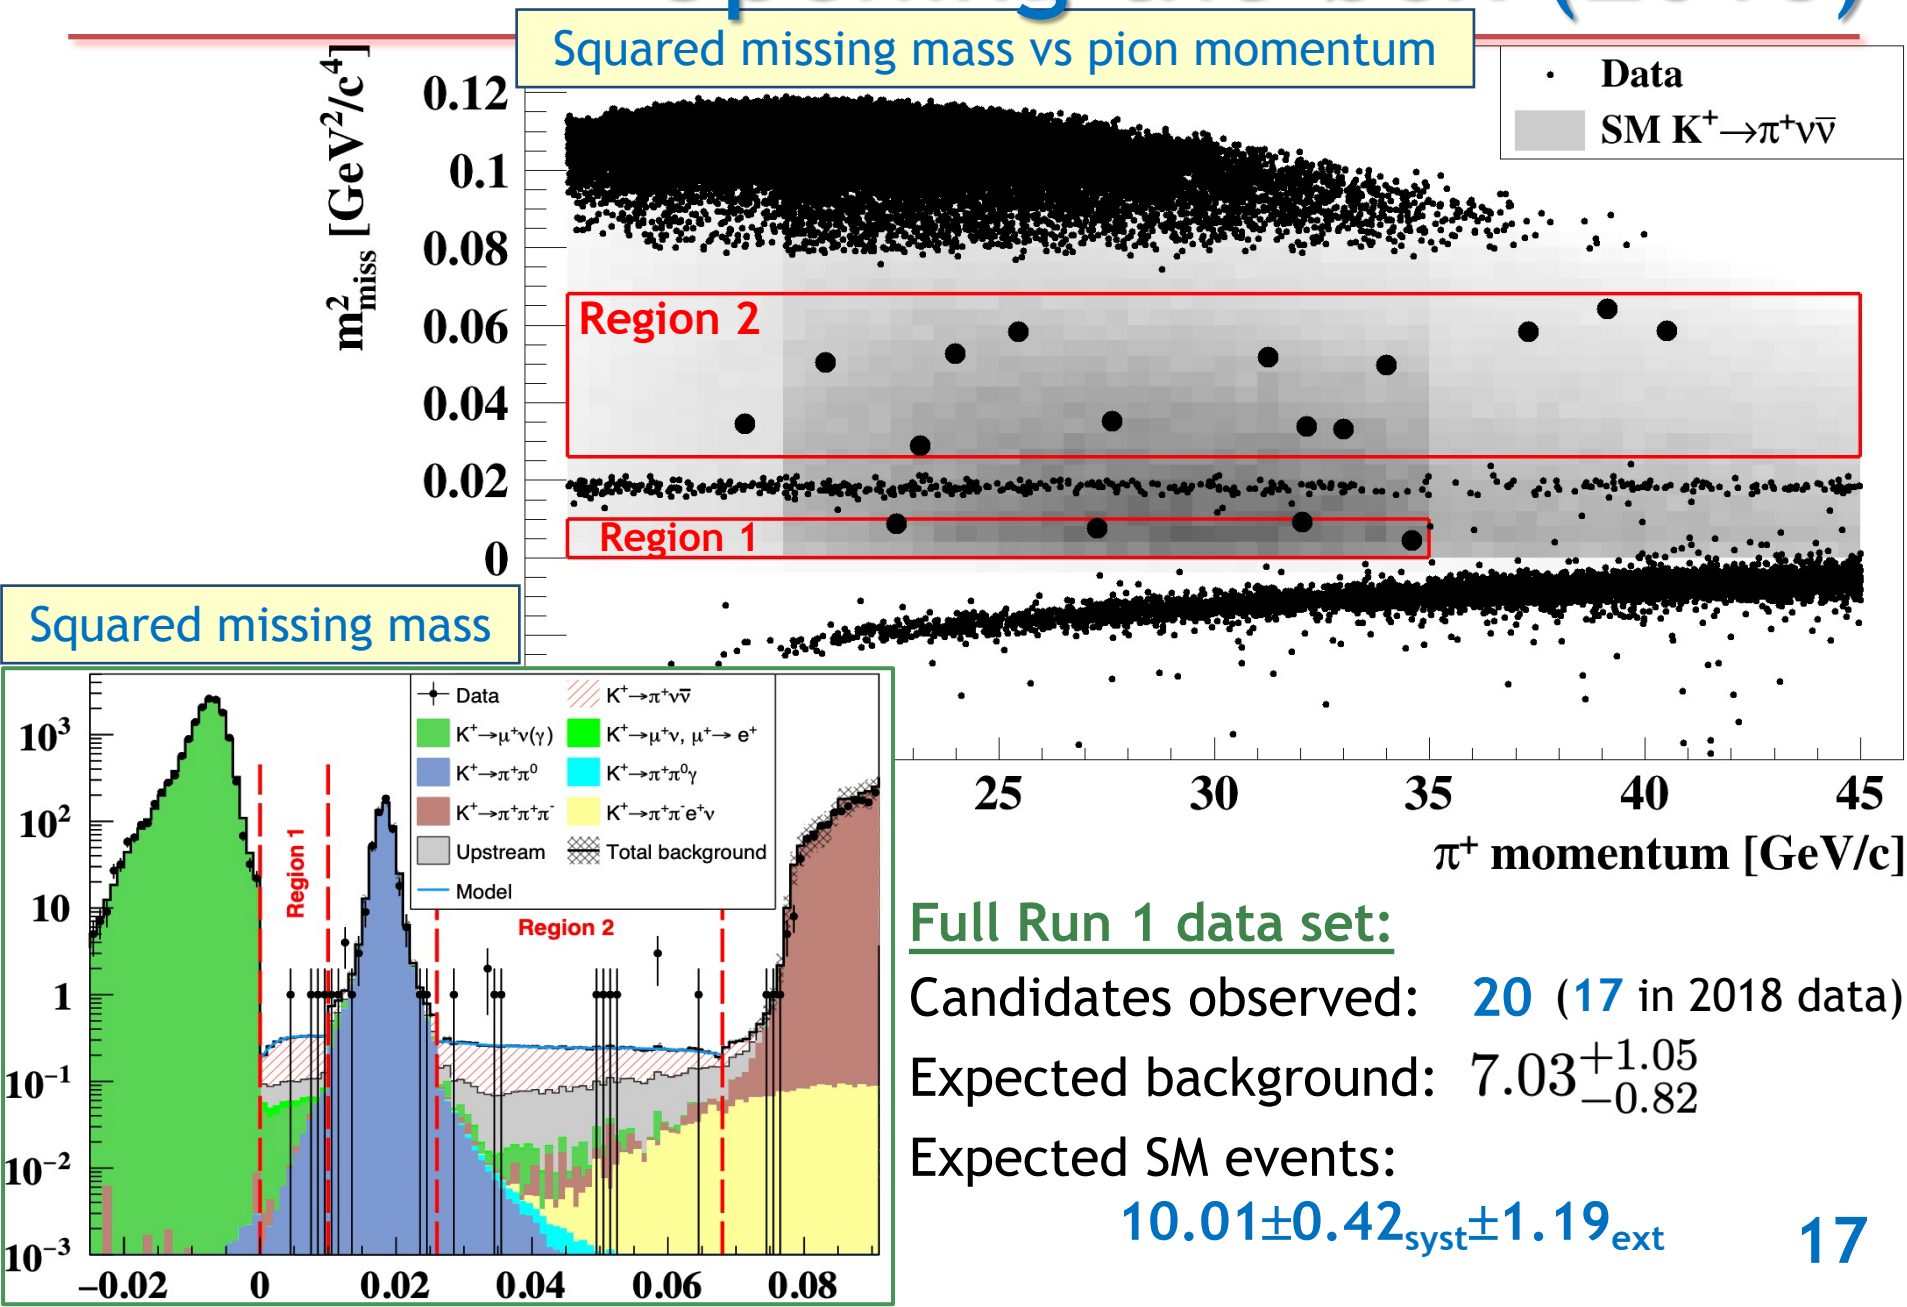 Opening the box (2018)
Squared missing mass vs pion momentum
m²miss [GeV²/c⁴]
0.12
0.1
0.08
0.06
0.04
0.02
0
Data
SM K⁺→π⁺νν̅
Region 2
Region 1
25 30 35 40 45
π⁺ momentum [GeV/c]
Squared missing mass
10³
10²
10
1
10⁻¹
10⁻²
10⁻³
Data
K⁺→π⁺νν̅
K⁺→μ⁺ν(γ)
K⁺→μ⁺ν, μ⁺→ e⁺
K⁺→π⁺π⁰
K⁺→π⁺π⁰γ
K⁺→π⁺π⁺π⁻
K⁺→π⁺π⁻e⁺ν
Upstream
Total background
Model
Region 1
Region 2
−0.02 0 0.02 0.04 0.06 0.08
Full Run 1 data set:
Candidates observed: 20 (17 in 2018 data)
Expected background: 7.03 +1.05 −0.82
Expected SM events:
10.01±0.42syst±1.19ext
17